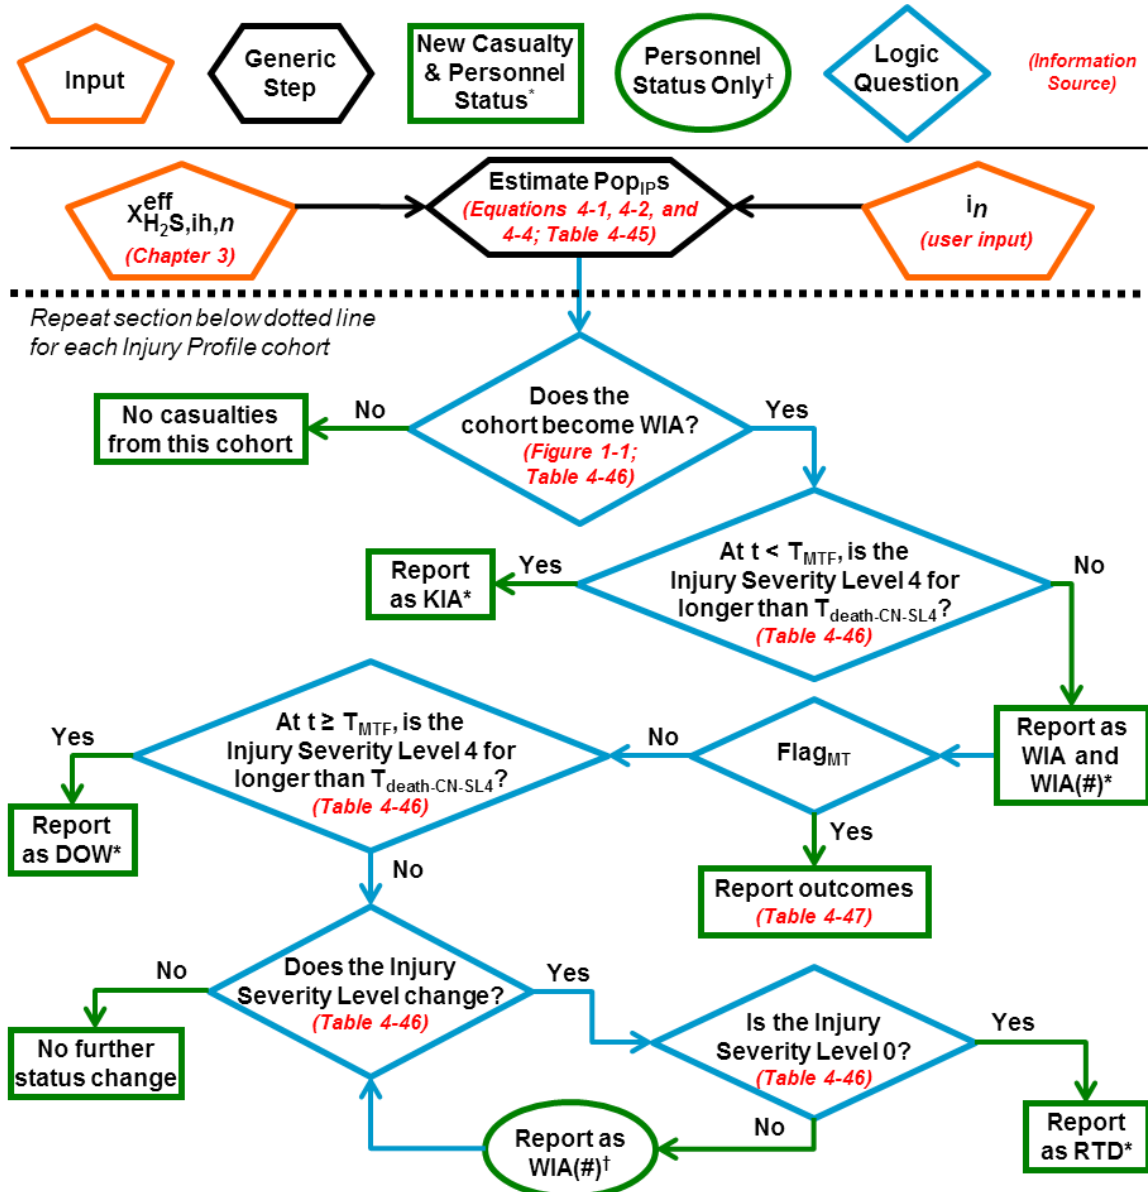 Input
Generic
Step
New Casualty
& Personnel
Status*
Personnel
Status Only†
Logic
Question
(Information
Source)
X^eff_H₂S,ih,n
(Chapter 3)
Estimate Pop_IPs
(Equations 4-1, 4-2, and
4-4; Table 4-45)
i_n
(user input)
Repeat section below dotted line
for each Injury Profile cohort
Does the
cohort become WIA?
(Figure 1-1;
Table 4-46)
No
Yes
No casualties
from this cohort
At t < T_MTF, is the
Injury Severity Level 4 for
longer than T_death-CN-SL4?
(Table 4-46)
Yes
No
Report
as KIA*
Report as
WIA and
WIA(#)*
Flag_MT
No
Yes
Report outcomes
(Table 4-47)
At t ≥ T_MTF, is the
Injury Severity Level 4 for
longer than T_death-CN-SL4?
(Table 4-46)
Yes
No
Report
as DOW*
Does the Injury
Severity Level change?
(Table 4-46)
No
Yes
No further
status change
Is the Injury
Severity Level 0?
(Table 4-46)
Yes
No
Report as
WIA(#)†
Report
as RTD*